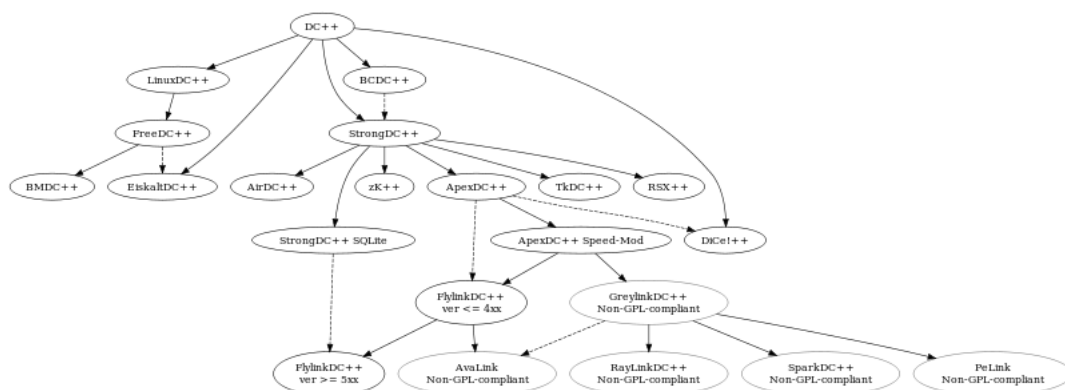 DC++
LinuxDC++
BCDC++
FreeDC++
StrongDC++
BMDC++
EiskaltDC++
AirDC++
zK++
ApexDC++
TkDC++
RSX++
StrongDC++ SQLite
ApexDC++ Speed-Mod
DiCe!++
FlylinkDC++
ver <= 4xx
GreylinkDC++
Non-GPL-compliant
FlylinkDC++
ver >= 5xx
AvaLink
Non-GPL-compliant
RayLinkDC++
Non-GPL-compliant
SparkDC++
Non-GPL-compliant
PeLink
Non-GPL-compliant